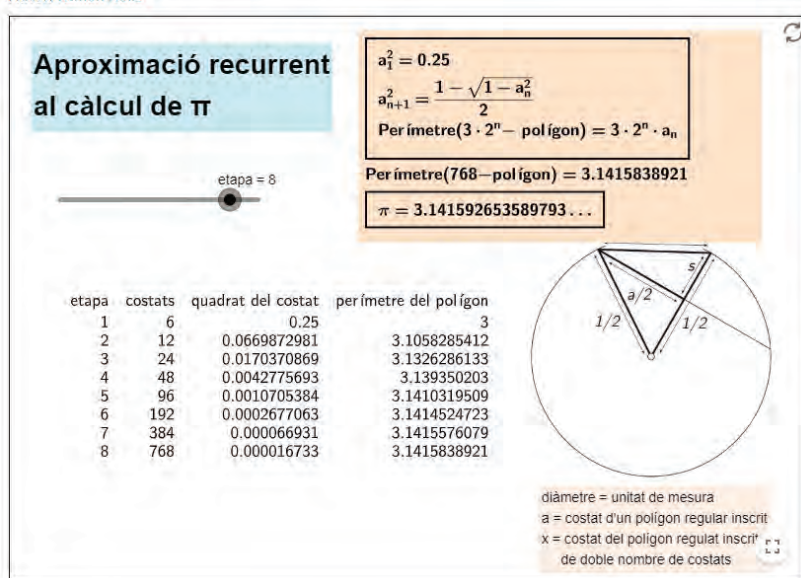 Aproximació recurrent
al càlcul de π
a₁² = 0.25
aₙ₊₁² = (1 − √(1 − aₙ²)) / 2
Perímetre(3 · 2ⁿ − polígon) = 3 · 2ⁿ · aₙ
Perímetre(768−polígon) = 3.1415838921
π = 3.141592653589793...
etapa = 8
etapa costats quadrat del costat perímetre del polígon
1 6 0.25 3
2 12 0.0669872981 3.1058285412
3 24 0.0170370869 3.1326286133
4 48 0.0042775693 3.139350203
5 96 0.0010705384 3.1410319509
6 192 0.0002677063 3.1414524723
7 384 0.000066931 3.1415576079
8 768 0.000016733 3.1415838921
s
a/2
1/2 1/2
diàmetre = unitat de mesura
a = costat d'un polígon regular inscrit
x = costat del polígon regulat inscrit
de doble nombre de costats